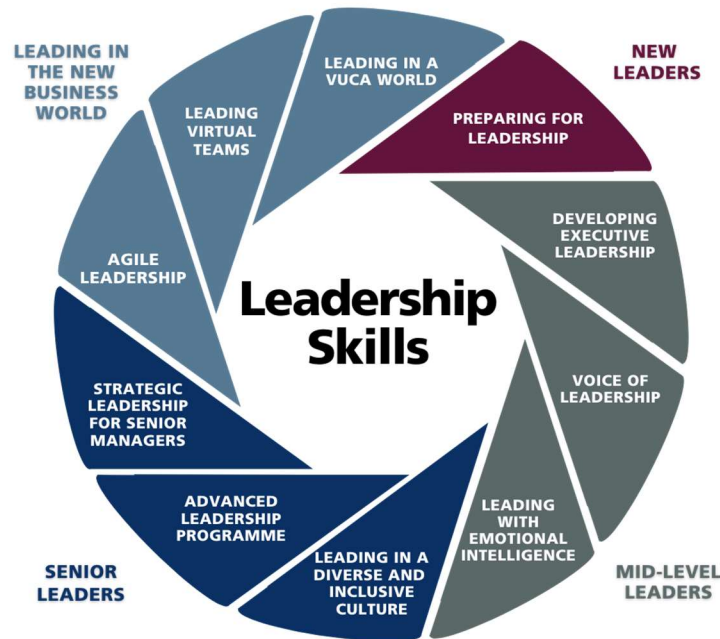 LEADING IN
THE NEW
BUSINESS
WORLD
LEADING IN A
VUCA WORLD
NEW
LEADERS
LEADING
VIRTUAL
TEAMS
PREPARING FOR
LEADERSHIP
AGILE
LEADERSHIP
DEVELOPING
EXECUTIVE
LEADERSHIP
Leadership
Skills
STRATEGIC
LEADERSHIP
FOR SENIOR
MANAGERS
VOICE OF
LEADERSHIP
ADVANCED
LEADERSHIP
PROGRAMME
LEADING
WITH
EMOTIONAL
INTELLIGENCE
LEADING IN A
DIVERSE AND
INCLUSIVE
CULTURE
SENIOR
LEADERS
MID-LEVEL
LEADERS